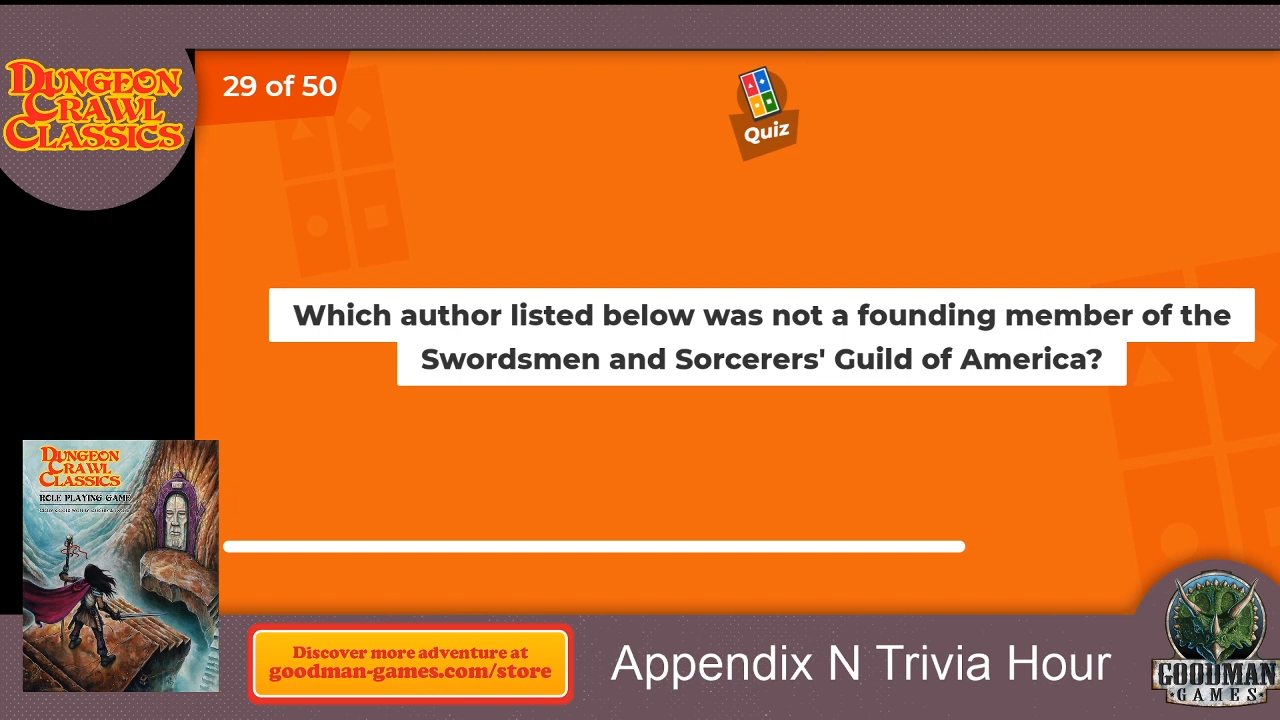 DUNGEON
CRAWL
CLASSICS
29 of 50
Quiz
Which author listed below was not a founding member of the
Swordsmen and Sorcerers' Guild of America?
DUNGEON
CRAWL
CLASSICS
ROLE PLAYING GAME
Discover more adventure at
goodman-games.com/store
Appendix N Trivia Hour
GOODMAN
GAMES